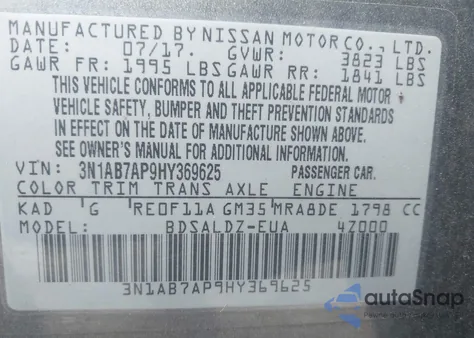 MANUFACTURED BY NISSAN MOTOR CO., LTD.
DATE: 07/17. GVWR: 3823 LBS
GAWR FR: 1995 LBS GAWR RR: 1841 LBS
THIS VEHICLE CONFORMS TO ALL APPLICABLE FEDERAL MOTOR
VEHICLE SAFETY, BUMPER AND THEFT PREVENTION STANDARDS
IN EFFECT ON THE DATE OF MANUFACTURE SHOWN ABOVE.
SEE OWNER'S MANUAL FOR ADDITIONAL INFORMATION.
VIN: 3N1AB7AP9HY369625 PASSENGER CAR.
COLOR TRIM TRANS AXLE ENGINE
KAD G RE0F11A GM35 MRA8DE 1798 CC
MODEL: BDSALDZ-EUA 4Z000
3N1AB7AP9HY369625
autoSnap